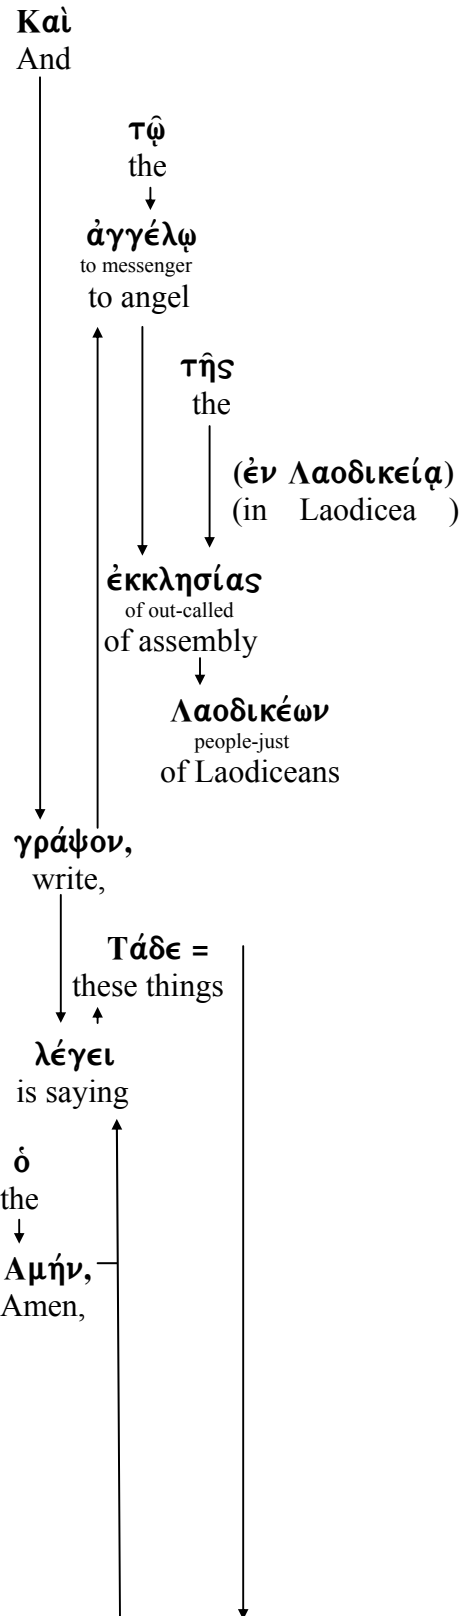 Καὶ
And
τῷ
the
ἀγγέλῳ
to messenger
to angel
τῆς
the
(ἐν Λαοδικείᾳ)
(in Laodicea )
ἐκκλησίας
of out-called
of assembly
Λαοδικέων
people-just
of Laodiceans
γράψον,
write,
Τάδε =
these things
λέγει
is saying
ὁ
the
Αμήν,
Amen,